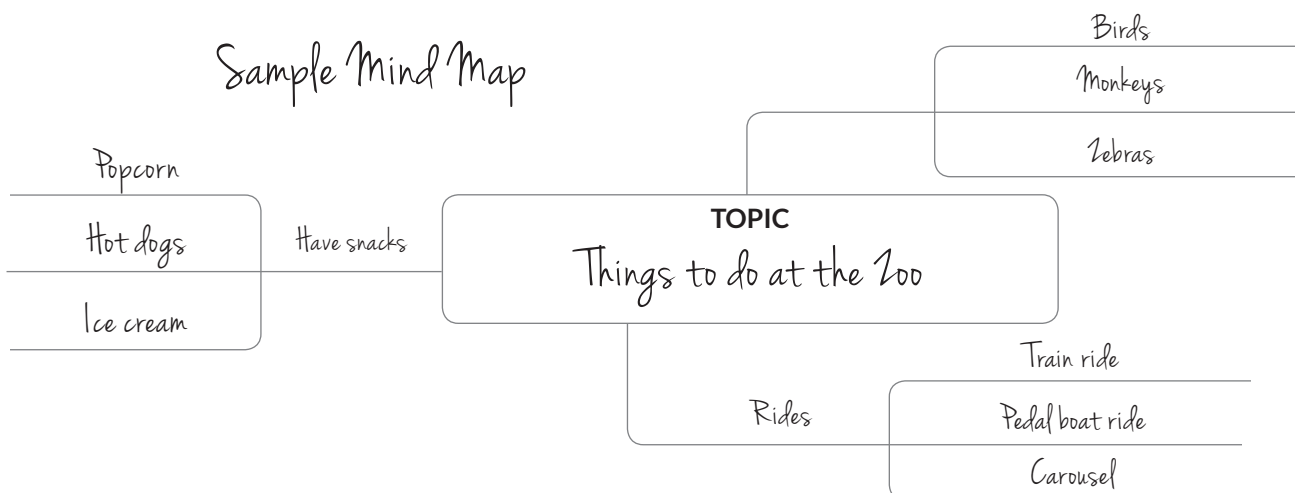 Sample Mind Map
Birds
Monkeys
Zebras
Popcorn
Hot dogs
Ice cream
Have snacks
TOPIC
Things to do at the Zoo
Rides
Train ride
Pedal boat ride
Carousel